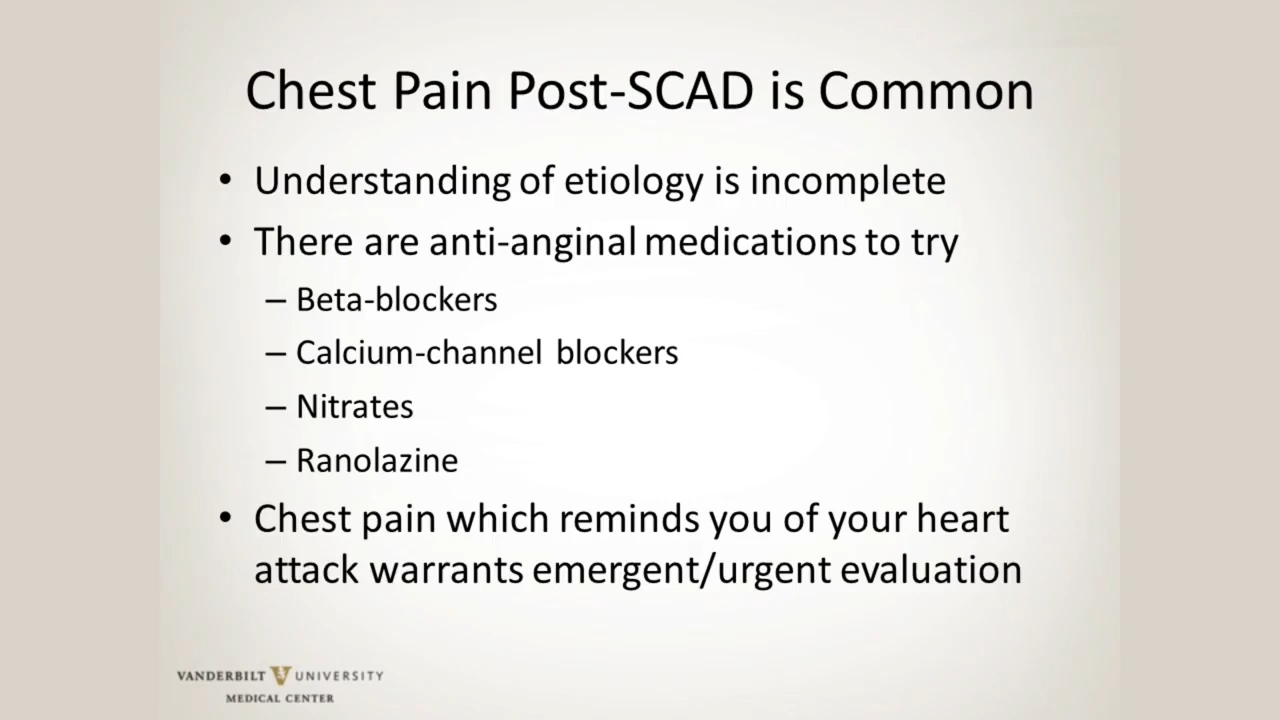 Chest Pain Post-SCAD is Common
• Understanding of etiology is incomplete
• There are anti-anginal medications to try
– Beta-blockers
– Calcium-channel blockers
– Nitrates
– Ranolazine
• Chest pain which reminds you of your heart
attack warrants emergent/urgent evaluation
VANDERBILT V UNIVERSITY
MEDICAL CENTER